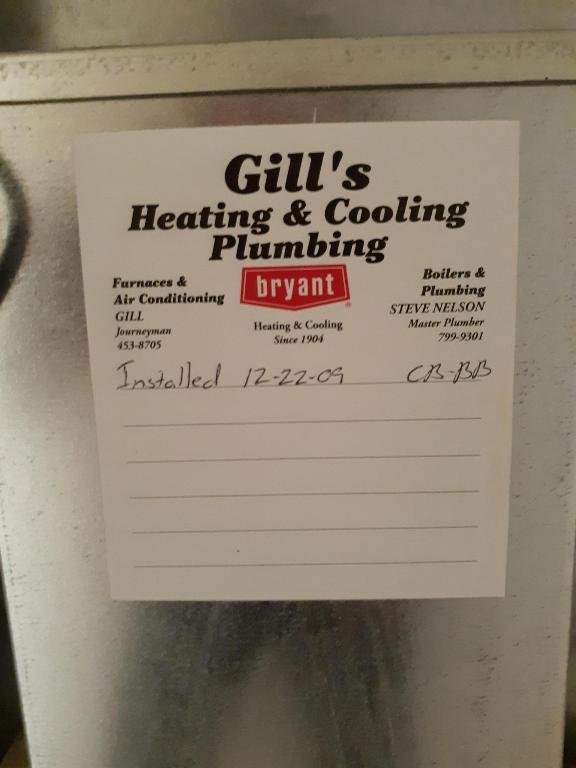 Gill's
Heating & Cooling
Plumbing
Furnaces &
Air Conditioning
GILL
Journeyman
453-8705
bryant®
Heating & Cooling
Since 1904
Boilers &
Plumbing
STEVE NELSON
Master Plumber
799-9301
Installed 12-22-09 CB-BB